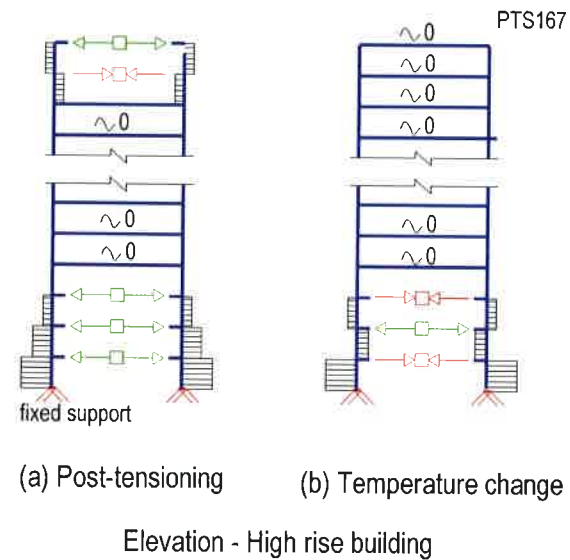 PTS167
~0
~0
~0
~0
~0
~0
~0
~0
~0
fixed support
(a) Post-tensioning
(b) Temperature change
Elevation - High rise building